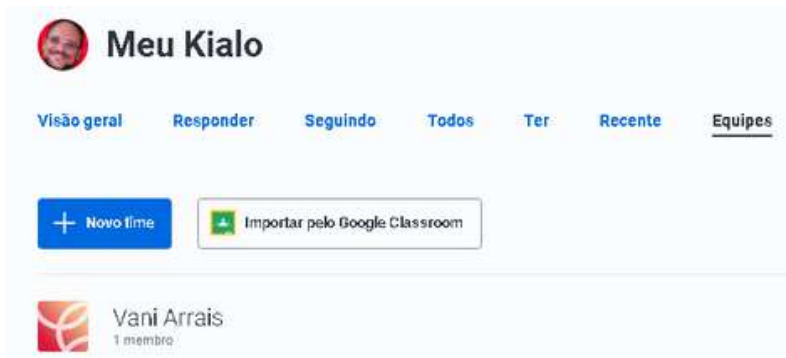 Meu Kialo
Visão geral Responder Seguindo Todos Ter Recente Equipes
Novo time Importar pelo Google Classroom
Vani Arrais
1 membro